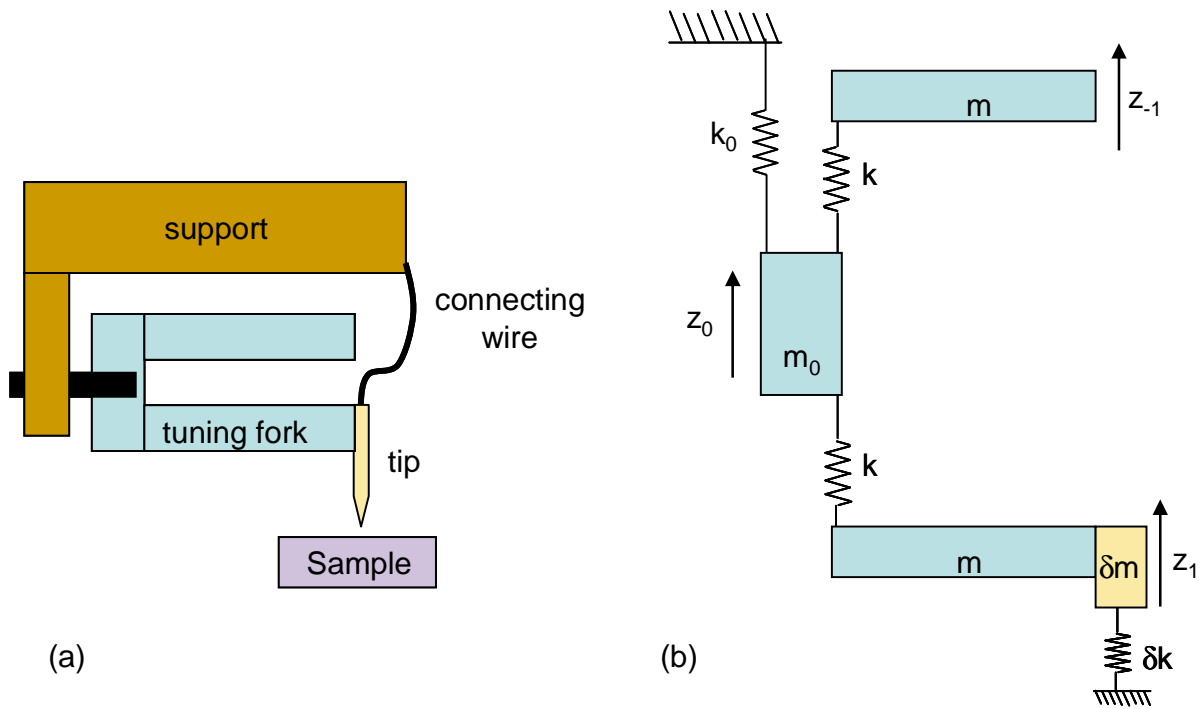 support
connecting
wire
tuning fork
tip
Sample
(a)
k₀
m
z₋₁
k
z₀
m₀
k
m
δm
z₁
δk
(b)